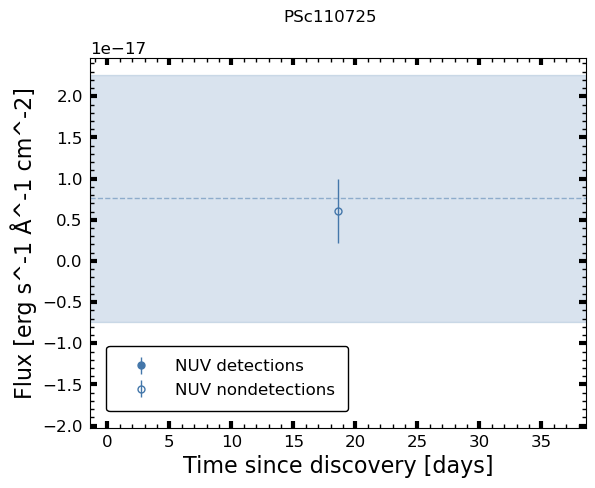 PSc110725
1e−17
Flux [erg s^-1 Å^-1 cm^-2]
2.0
1.5
1.0
0.5
0.0
−0.5
−1.0
−1.5
−2.0
NUV detections
NUV nondetections
0 5 10 15 20 25 30 35
Time since discovery [days]